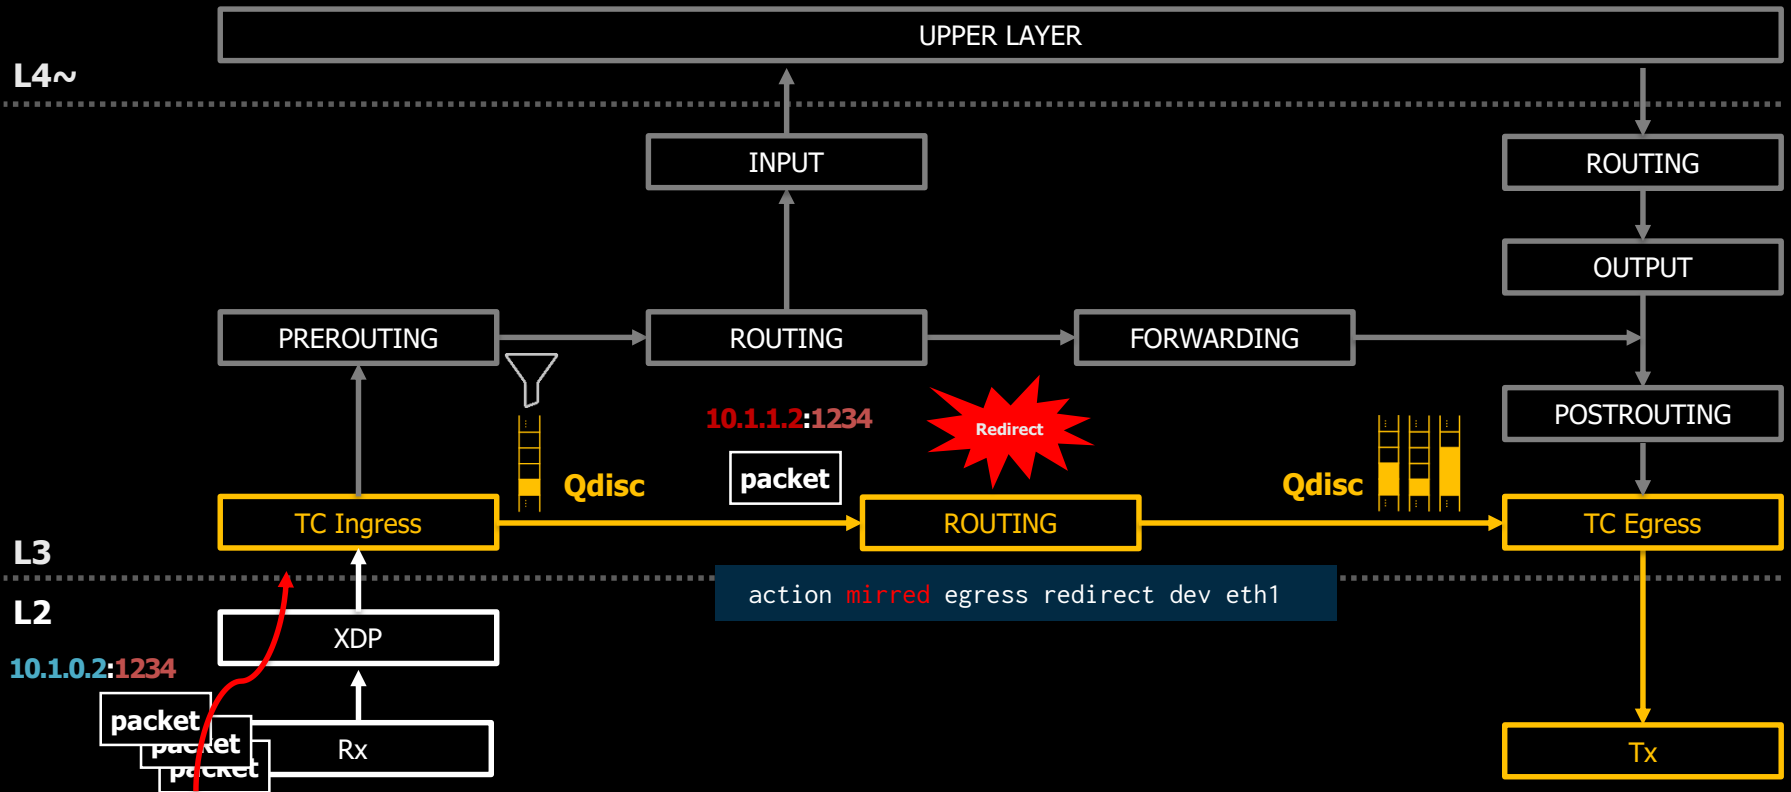 UPPER LAYER
L4~
INPUT
ROUTING
OUTPUT
PREROUTING
ROUTING
FORWARDING
10.1.1.2:1234
Redirect
POSTROUTING
packet
Qdisc
Qdisc
TC Ingress
ROUTING
TC Egress
L3
action mirred egress redirect dev eth1
L2
XDP
10.1.0.2:1234
packet
packet
packet
Rx
Tx